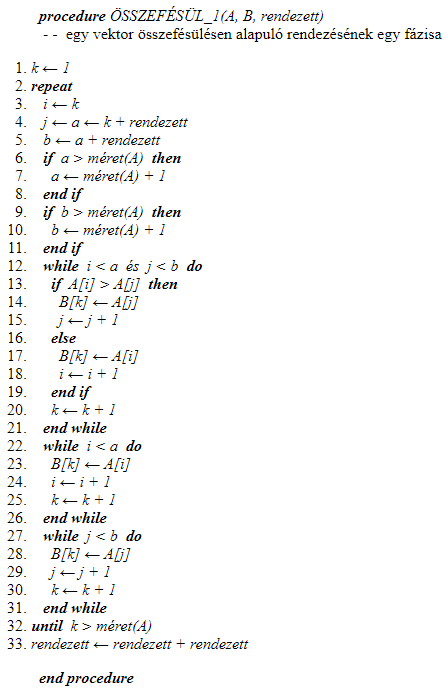 procedure ÖSSZEFÉSÜL_1(A, B, rendezett)
- - egy vektor összefésülésen alapuló rendezésének egy fázisa
1. k ← 1
2. repeat
3. i ← k
4. j ← a ← k + rendezett
5. b ← a + rendezett
6. if a > méret(A) then
7. a ← méret(A) + 1
8. end if
9. if b > méret(A) then
10. b ← méret(A) + 1
11. end if
12. while i < a és j < b do
13. if A[i] > A[j] then
14. B[k] ← A[j]
15. j ← j + 1
16. else
17. B[k] ← A[i]
18. i ← i + 1
19. end if
20. k ← k + 1
21. end while
22. while i < a do
23. B[k] ← A[i]
24. i ← i + 1
25. k ← k + 1
26. end while
27. while j < b do
28. B[k] ← A[j]
29. j ← j + 1
30. k ← k + 1
31. end while
32. until k > méret(A)
33. rendezett ← rendezett + rendezett
end procedure